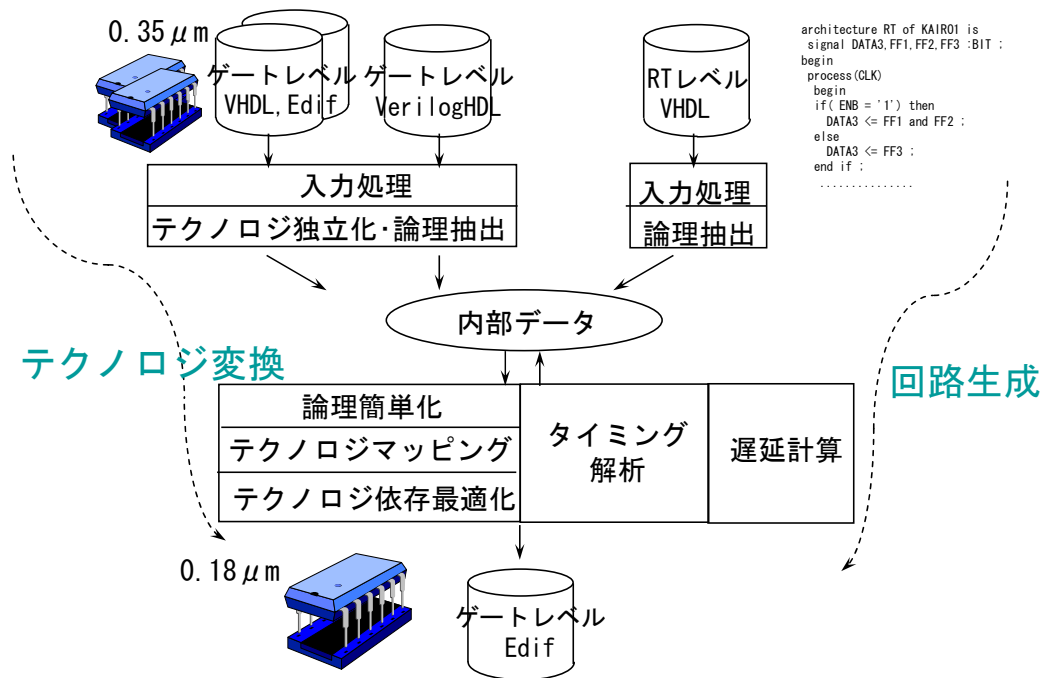 0.35μm
ゲートレベル
VHDL,Edif
ゲートレベル
VerilogHDL
RTレベル
VHDL
architecture RT of KAIRO1 is
signal DATA3,FF1,FF2,FF3 :BIT ;
begin
process(CLK)
begin
if( ENB = '1') then
DATA3 <= FF1 and FF2 ;
else
DATA3 <= FF3 ;
end if ;
...............
入力処理
テクノロジ独立化・論理抽出
入力処理
論理抽出
内部データ
テクノロジ変換
回路生成
論理簡単化
テクノロジマッピング
テクノロジ依存最適化
タイミング
解析
遅延計算
0.18μm
ゲートレベル
Edif